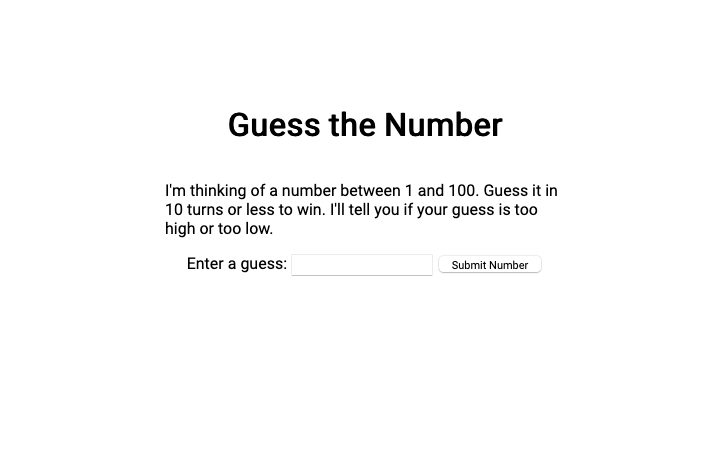 Guess the Number
I'm thinking of a number between 1 and 100. Guess it in
10 turns or less to win. I'll tell you if your guess is too
high or too low.
Enter a guess: Submit Number